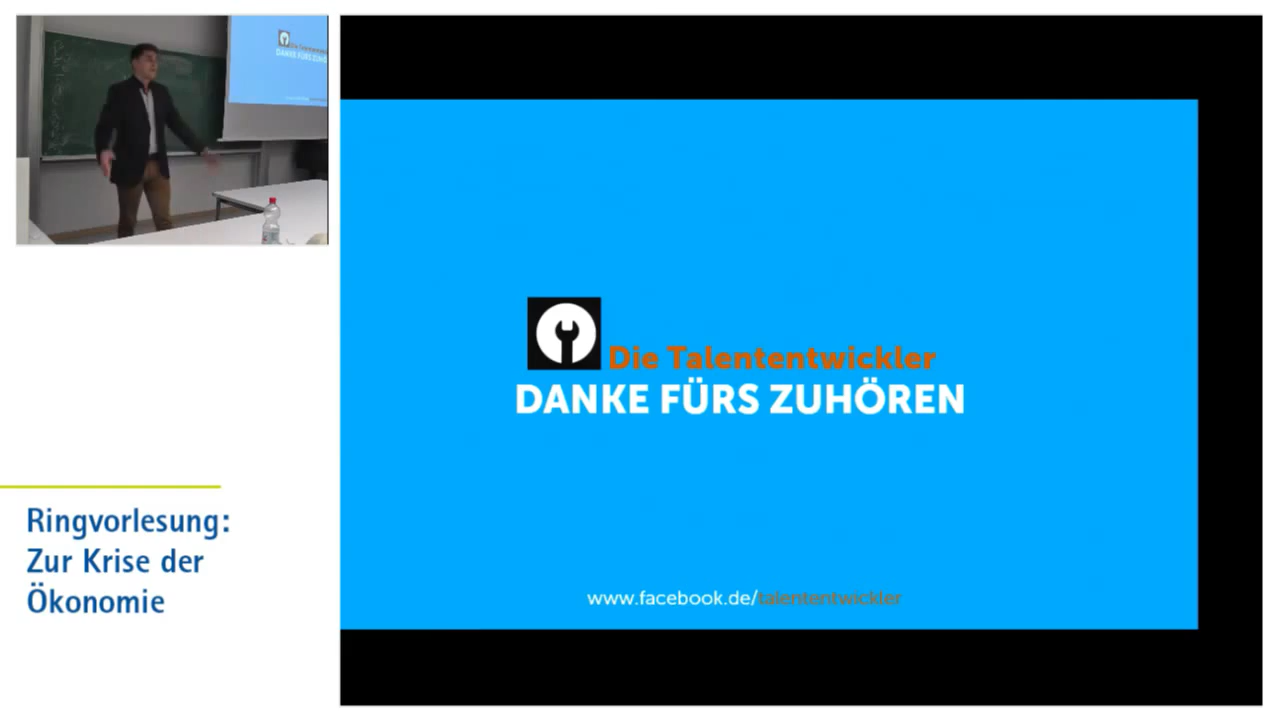 Die Talententwickler
DANKE FÜRS ZUHÖREN
www.facebook.de/talententwickler
Ringvorlesung:
Zur Krise der
Ökonomie